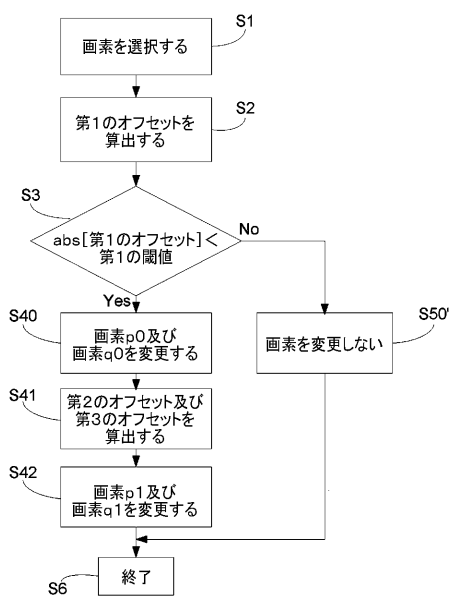 S1
画素を選択する
S2
第1のオフセットを
算出する
S3
abs[第1のオフセット]<
第1の閾値
No
Yes
S40
画素p0及び
画素q0を変更する
S50'
画素を変更しない
S41
第2のオフセット及び
第3のオフセットを
算出する
S42
画素p1及び
画素q1を変更する
S6
終了